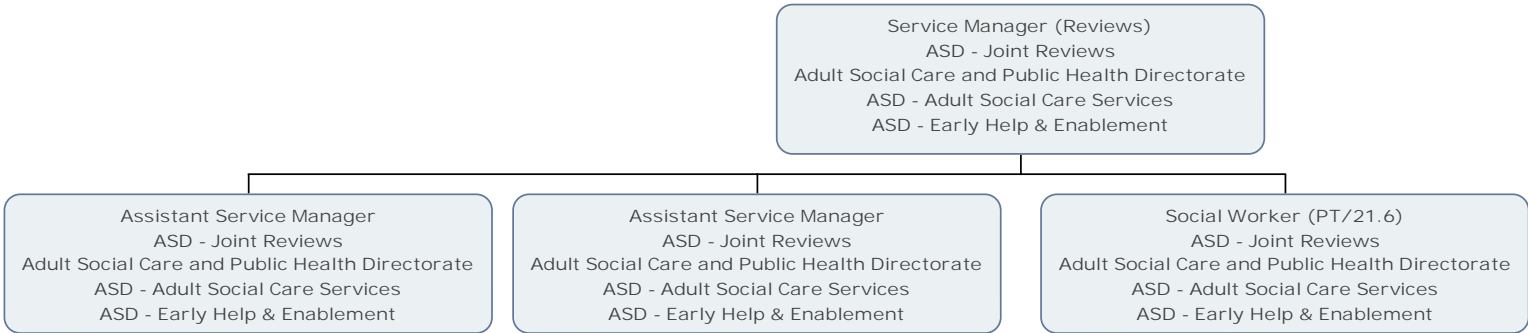 Service Manager (Reviews)
ASD - Joint Reviews
Adult Social Care and Public Health Directorate
ASD - Adult Social Care Services
ASD - Early Help & Enablement
Assistant Service Manager
ASD - Joint Reviews
Adult Social Care and Public Health Directorate
ASD - Adult Social Care Services
ASD - Early Help & Enablement
Assistant Service Manager
ASD - Joint Reviews
Adult Social Care and Public Health Directorate
ASD - Adult Social Care Services
ASD - Early Help & Enablement
Social Worker (PT/21.6)
ASD - Joint Reviews
Adult Social Care and Public Health Directorate
ASD - Adult Social Care Services
ASD - Early Help & Enablement